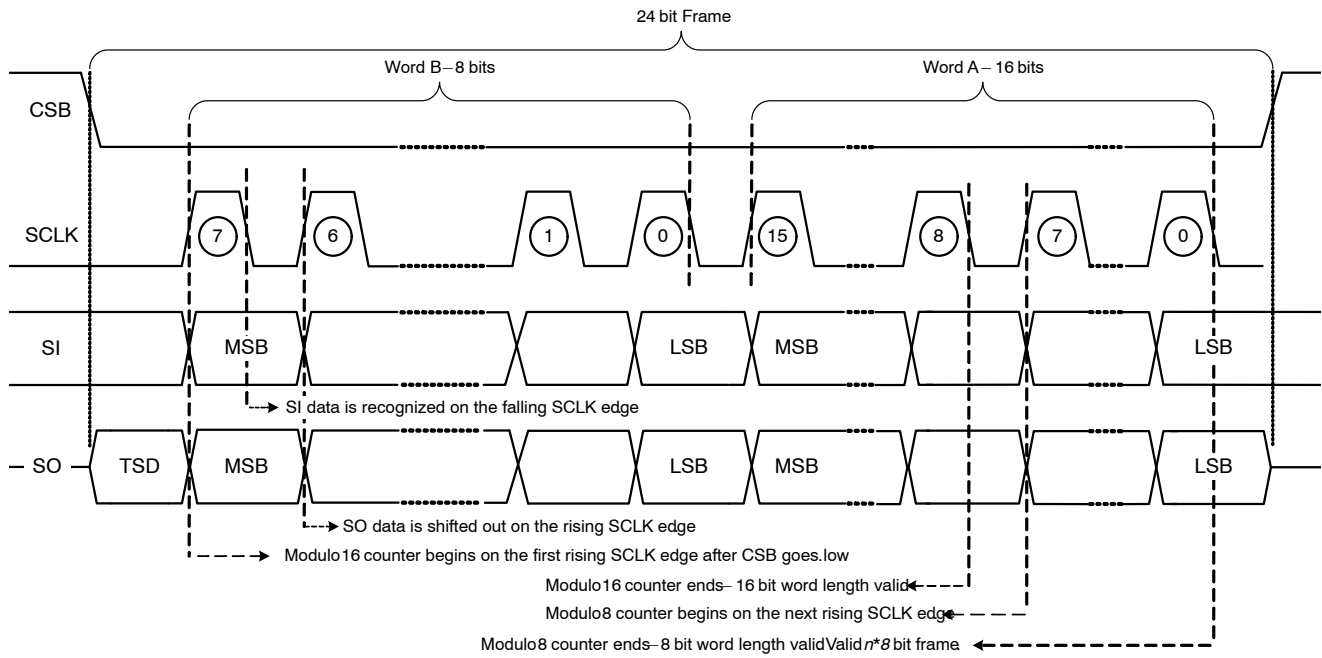 24 bit Frame
Word B– 8 bits
Word A– 16 bits
CSB
SCLK
7
6
1
0
15
8
7
0
SI
MSB
LSB
MSB
LSB
SI data is recognized on the falling SCLK edge
SO
TSD
MSB
LSB
MSB
LSB
SO data is shifted out on the rising SCLK edge
Modulo16 counter begins on the first rising SCLK edge after CSB goes.low
Modulo16 counter ends– 16 bit word length valid
Modulo8 counter begins on the next rising SCLK edge
Modulo8 counter ends–8 bit word length validValid n*8 bit frame.